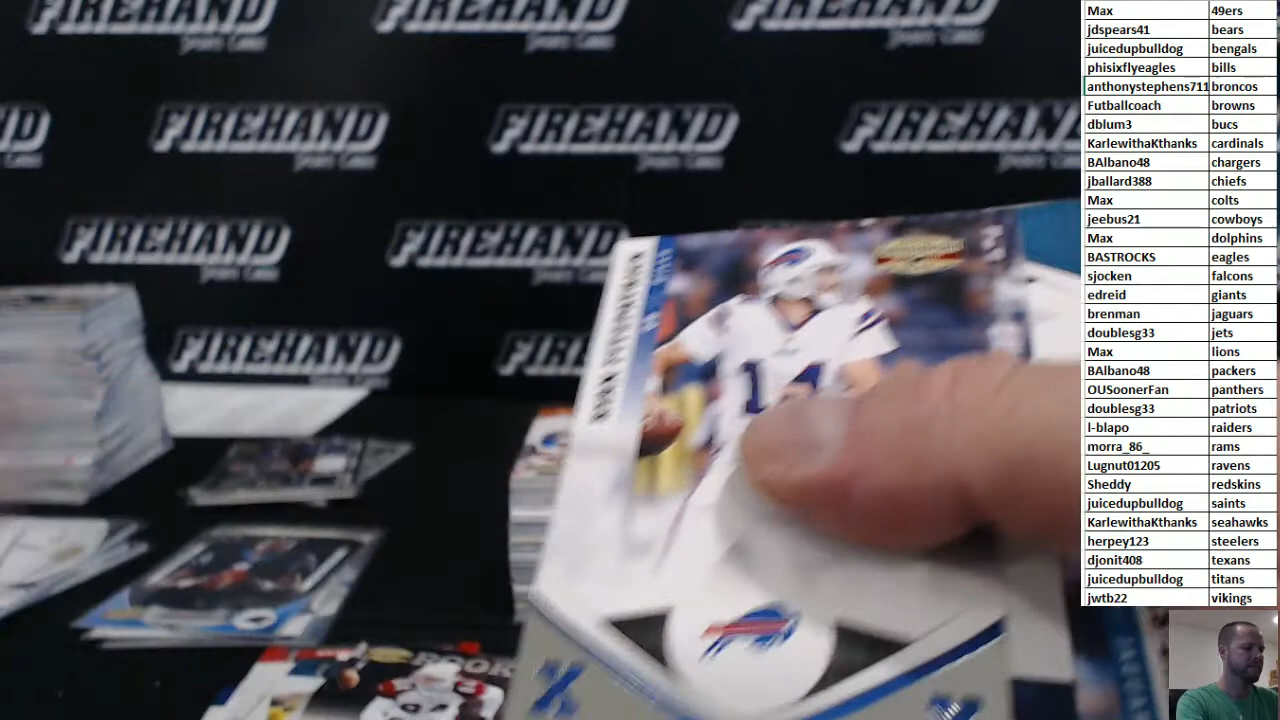 FIREHAND FIREHAND FIREHAND
FIREHAND FIREHAND FIREHAND
FIREHAND FIREHAND
FIREHAND
Max 49ers
jdspears41 bears
juicedupbulldog bengals
phisixflyeagles bills
anthonystephens711 broncos
Futballcoach browns
dblum3 bucs
KarlewithaKthanks cardinals
BAlbano48 chargers
jballard388 chiefs
Max colts
jeebus21 cowboys
Max dolphins
BASTROCKS eagles
sjocken falcons
edreid giants
brenman jaguars
doublesg33 jets
Max lions
BAlbano48 packers
OUSoonerFan panthers
doublesg33 patriots
l-blapo raiders
morra_86_ rams
Lugnut01205 ravens
Sheddy redskins
juicedupbulldog saints
KarlewithaKthanks seahawks
herpey123 steelers
djonit408 texans
juicedupbulldog titans
jwtb22 vikings